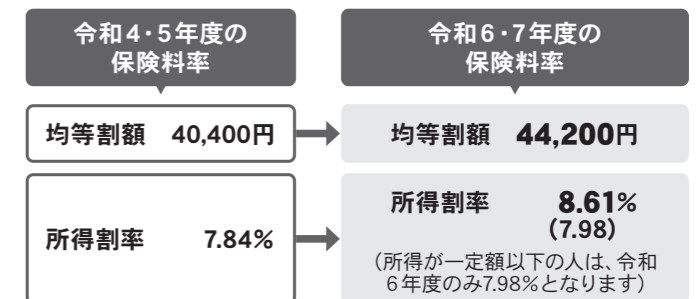 令和4・5年度の
保険料率
令和6・7年度の
保険料率
均等割額 40,400円
均等割額 44,200円
所得割率 7.84%
所得割率 8.61%
(7.98)
(所得が一定額以下の人は、令和
6年度のみ7.98%となります)